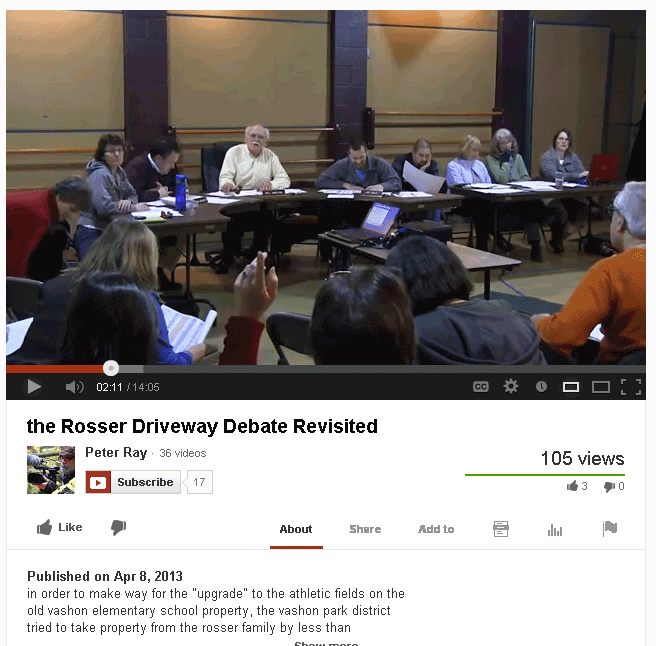 02:11 / 14:05
CC
the Rosser Driveway Debate Revisited
Peter Ray · 36 videos
Subscribe 17
105 views
3 0
Like
About Share Add to
Published on Apr 8, 2013
in order to make way for the "upgrade" to the athletic fields on the
old vashon elementary school property, the vashon park district
tried to take property from the rosser family by less than
Show more